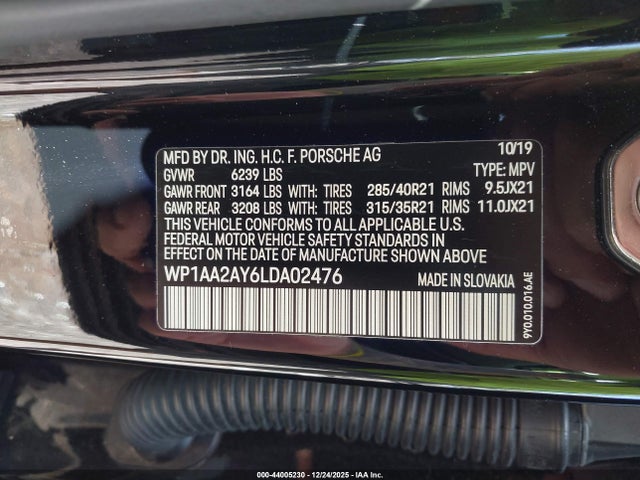 MFD BY DR. ING. H.C. F. PORSCHE AG 10/19
GVWR 6239 LBS TYPE: MPV
GAWR FRONT 3164 LBS WITH: TIRES 285/40R21 RIMS 9.5JX21
GAWR REAR 3208 LBS WITH: TIRES 315/35R21 RIMS 11.0JX21
THIS VEHICLE CONFORMS TO ALL APPLICABLE U.S.
FEDERAL MOTOR VEHICLE SAFETY STANDARDS IN
EFFECT ON THE DATE OF MANUFACTURE SHOWN ABOVE
WP1AA2AY6LDA02476 MADE IN SLOVAKIA
9Y0.010.016.AE
000-44005230 - 12/24/2025 - IAA Inc.